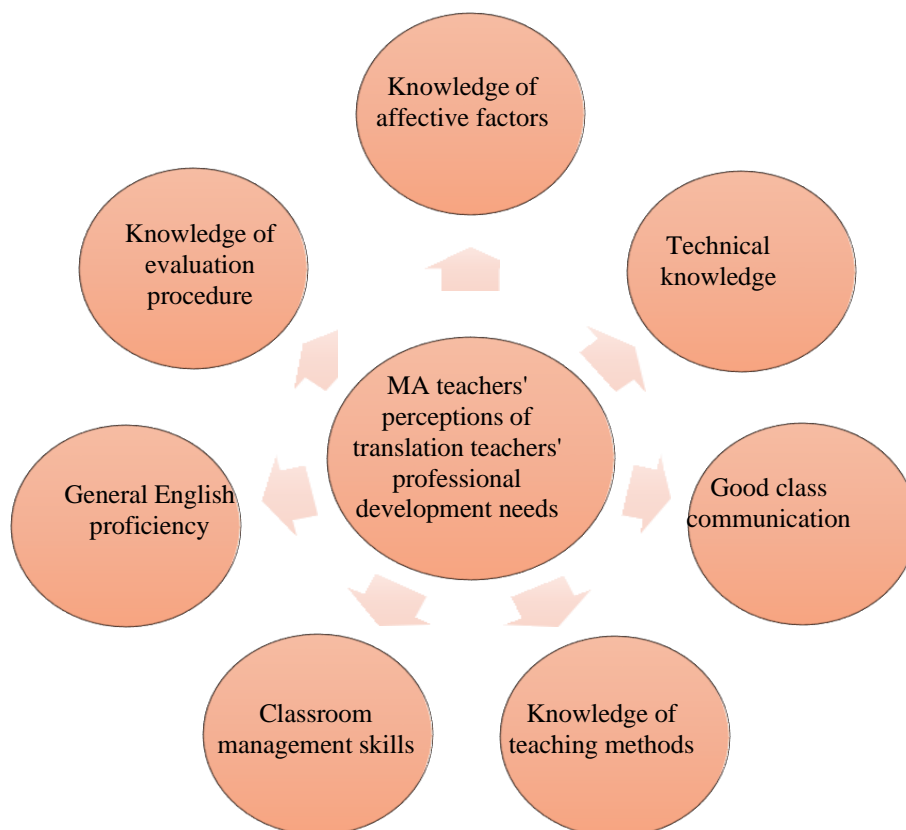 Knowledge of
affective factors
Knowledge of
evaluation
procedure
Technical
knowledge
MA teachers'
perceptions of
translation teachers'
professional
development needs
General English
proficiency
Good class
communication
Classroom
management skills
Knowledge of
teaching methods